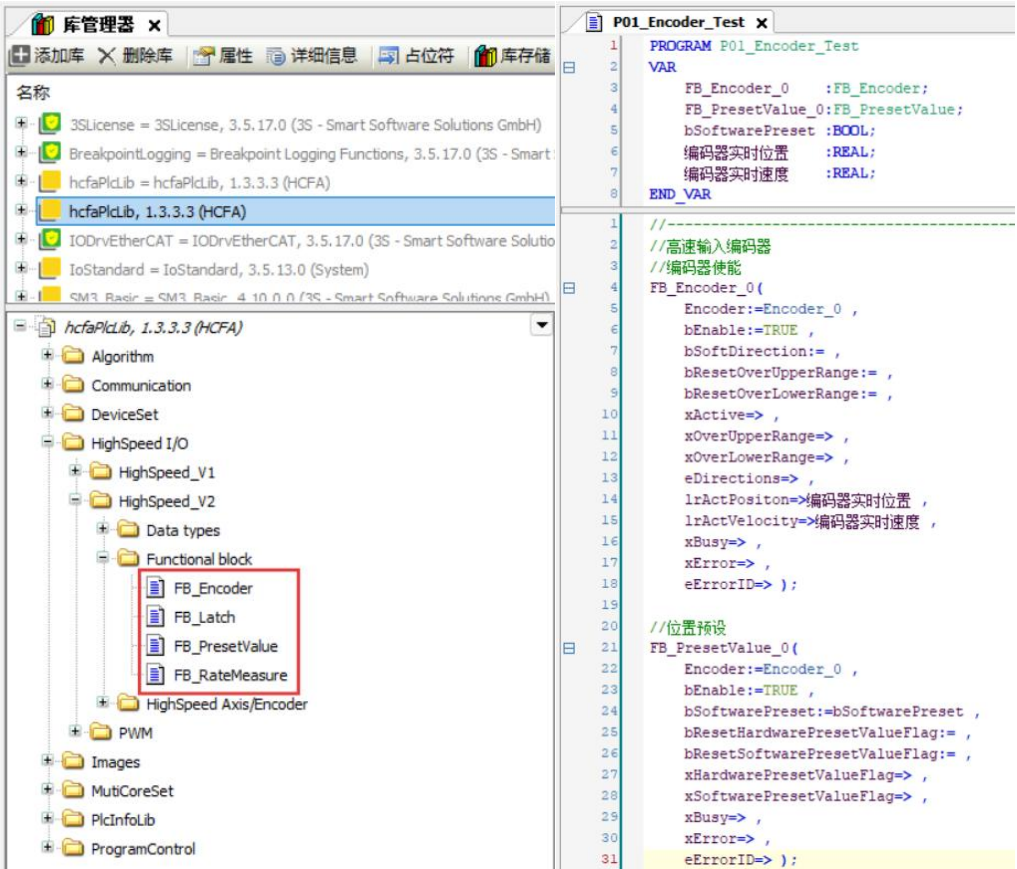 库管理器 x
添加库 删除库 属性 详细信息 占位符 库存储
名称
3SLicense = 3SLicense, 3.5.17.0 (3S - Smart Software Solutions GmbH)
BreakpointLogging = Breakpoint Logging Functions, 3.5.17.0 (3S - Smart
hcfaPlcLib = hcfaPlcLib, 1.3.3.3 (HCFA)
hcfaPlcLib, 1.3.3.3 (HCFA)
IODrvEtherCAT = IODrvEtherCAT, 3.5.17.0 (3S - Smart Software Solutio
IoStandard = IoStandard, 3.5.13.0 (System)
SM3_Basic = SM3_Basic, 4.10.0.0 (3S - Smart Software Solutions GmbH)
hcfaPlcLib, 1.3.3.3 (HCFA)
Algorithm
Communication
DeviceSet
HighSpeed I/O
HighSpeed_V1
HighSpeed_V2
Data types
Functional block
FB_Encoder
FB_Latch
FB_PresetValue
FB_RateMeasure
HighSpeed Axis/Encoder
PWM
Images
MutiCoreSet
PlcInfoLib
ProgramControl
P01_Encoder_Test x
1 PROGRAM P01_Encoder_Test
2 VAR
3 FB_Encoder_0 :FB_Encoder;
4 FB_PresetValue_0:FB_PresetValue;
5 bSoftwarePreset :BOOL;
6 编码器实时位置 :REAL;
7 编码器实时速度 :REAL;
8 END_VAR
1 //----------------------------------------
2 //高速输入编码器
3 //编码器使能
4 FB_Encoder_0(
5 Encoder:=Encoder_0 ,
6 bEnable:=TRUE ,
7 bSoftDirection:= ,
8 bResetOverUpperRange:= ,
9 bResetOverLowerRange:= ,
10 xActive=> ,
11 xOverUpperRange=> ,
12 xOverLowerRange=> ,
13 eDirections=> ,
14 lrActPositon=>编码器实时位置 ,
15 lrActVelocity=>编码器实时速度 ,
16 xBusy=> ,
17 xError=> ,
18 eErrorID=> );
19
20 //位置预设
21 FB_PresetValue_0(
22 Encoder:=Encoder_0 ,
23 bEnable:=TRUE ,
24 bSoftwarePreset:=bSoftwarePreset ,
25 bResetHardwarePresetValueFlag:= ,
26 bResetSoftwarePresetValueFlag:= ,
27 xHardwarePresetValueFlag=> ,
28 xSoftwarePresetValueFlag=> ,
29 xBusy=> ,
30 xError=> ,
31 eErrorID=> );